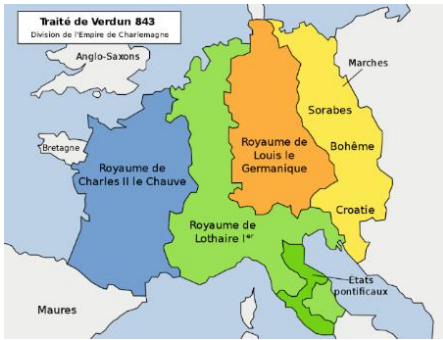 Traité de Verdun 843
Division de l'Empire de Charlemagne
Anglo-Saxons
Marches
Sorabes
Bretagne
Royaume de
Charles II le Chauve
Royaume de
Louis le
Germanique
Bohême
Croatie
Royaume de
Lothaire Ier
Etats
pontificaux
Maures